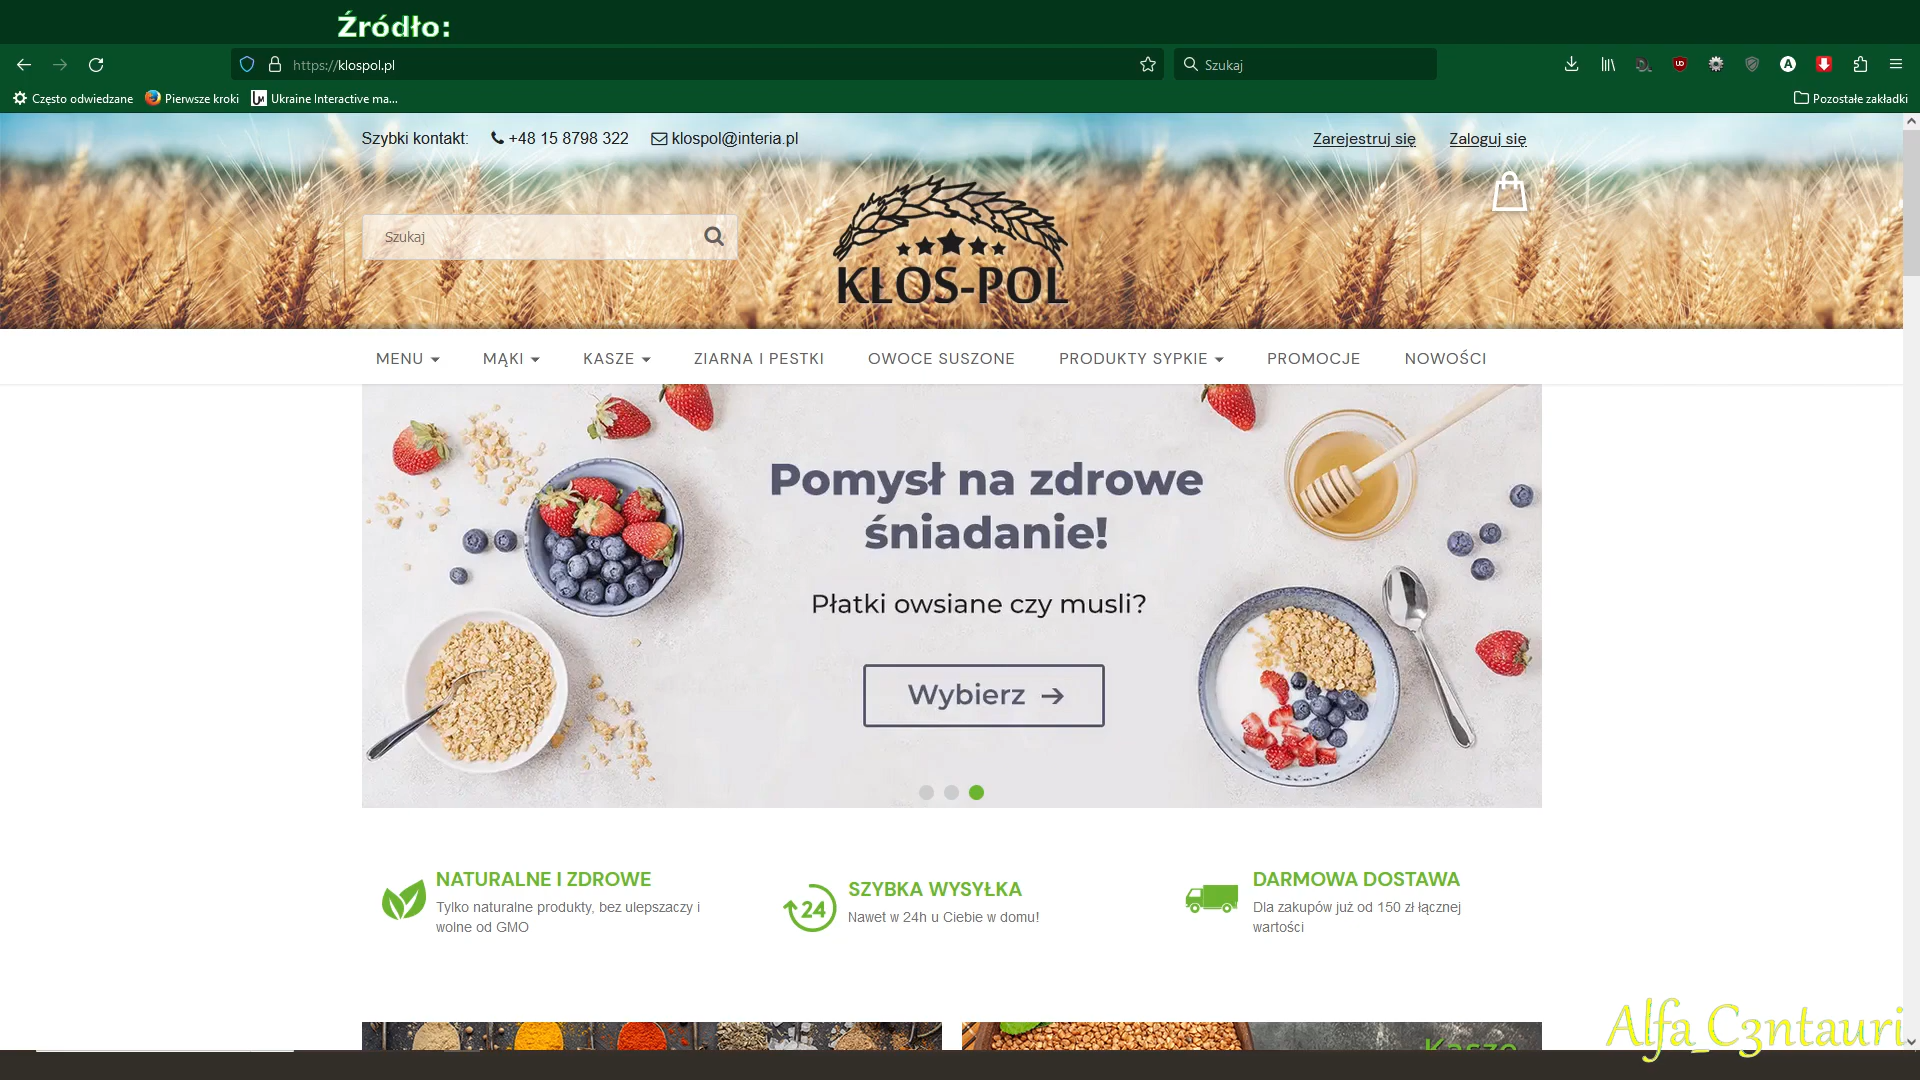 Źródło:
https://klospol.pl
Szukaj
Często odwiedzane
Pierwsze kroki
Ukraine Interactive ma...
Pozostałe zakładki
Szybki kontakt:
+48 15 8798 322
klospol@interia.pl
Zarejestruj się
Zaloguj się
Szukaj
KŁOS-POL
MENU
MĄKI
KASZE
ZIARNA I PESTKI
OWOCE SUSZONE
PRODUKTY SYPKIE
PROMOCJE
NOWOŚCI
Pomysł na zdrowe
śniadanie!
Płatki owsiane czy musli?
Wybierz →
NATURALNE I ZDROWE
Tylko naturalne produkty, bez ulepszaczy i
wolne od GMO
24
SZYBKA WYSYŁKA
Nawet w 24h u Ciebie w domu!
DARMOWA DOSTAWA
Dla zakupów już od 150 zł łącznej
wartości
Kasze
Alfa_C3ntauri